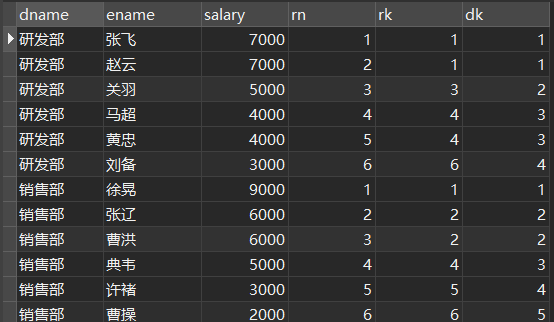 dname ename salary rn rk dk
研发部 张飞 7000 1 1 1
研发部 赵云 7000 2 1 1
研发部 关羽 5000 3 3 2
研发部 马超 4000 4 4 3
研发部 黄忠 4000 5 4 3
研发部 刘备 3000 6 6 4
销售部 徐晃 9000 1 1 1
销售部 张辽 6000 2 2 2
销售部 曹洪 6000 3 2 2
销售部 典韦 5000 4 4 3
销售部 许褚 3000 5 5 4
销售部 曹操 2000 6 6 5